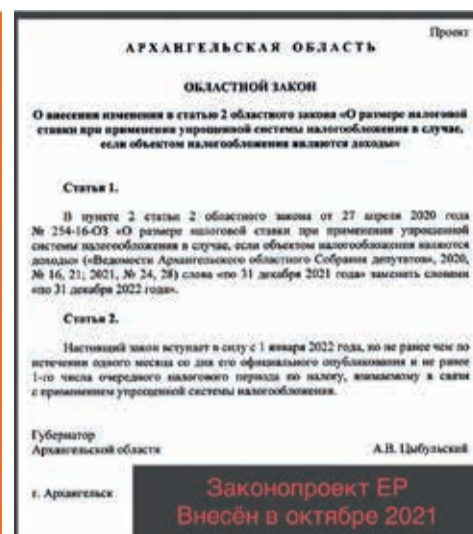 Проект
АРХАНГЕЛЬСКАЯ ОБЛАСТЬ
ОБЛАСТНОЙ ЗАКОН
О внесении изменения в статью 2 областного закона «О размере налоговой
ставки при применении упрощенной системы налогообложения в случае,
если объектом налогообложения являются доходы»
Статья 1.
В пункте 2 статьи 2 областного закона от 27 апреля 2020 года
№ 254-16-ОЗ «О размере налоговой ставки при применении упрощенной
системы налогообложения в случае, если объектом налогообложения являются
доходы» («Ведомости Архангельского областного Собрания депутатов», 2020,
№ 16, 21; 2021, № 24, 28) слова «по 31 декабря 2021 года» заменить словами
«по 31 декабря 2022 года».
Статья 2.
Настоящий закон вступает в силу с 1 января 2022 года, но не ранее чем по
истечении одного месяца со дня его официального опубликования и не ранее
1-го числа очередного налогового периода по налогу, взимаемому в связи
с применением упрощенной системы налогообложения.
Губернатор
Архангельской области А.В. Цыбульский
г. Архангельск
Законопроект ЕР
Внесён в октябре 2021